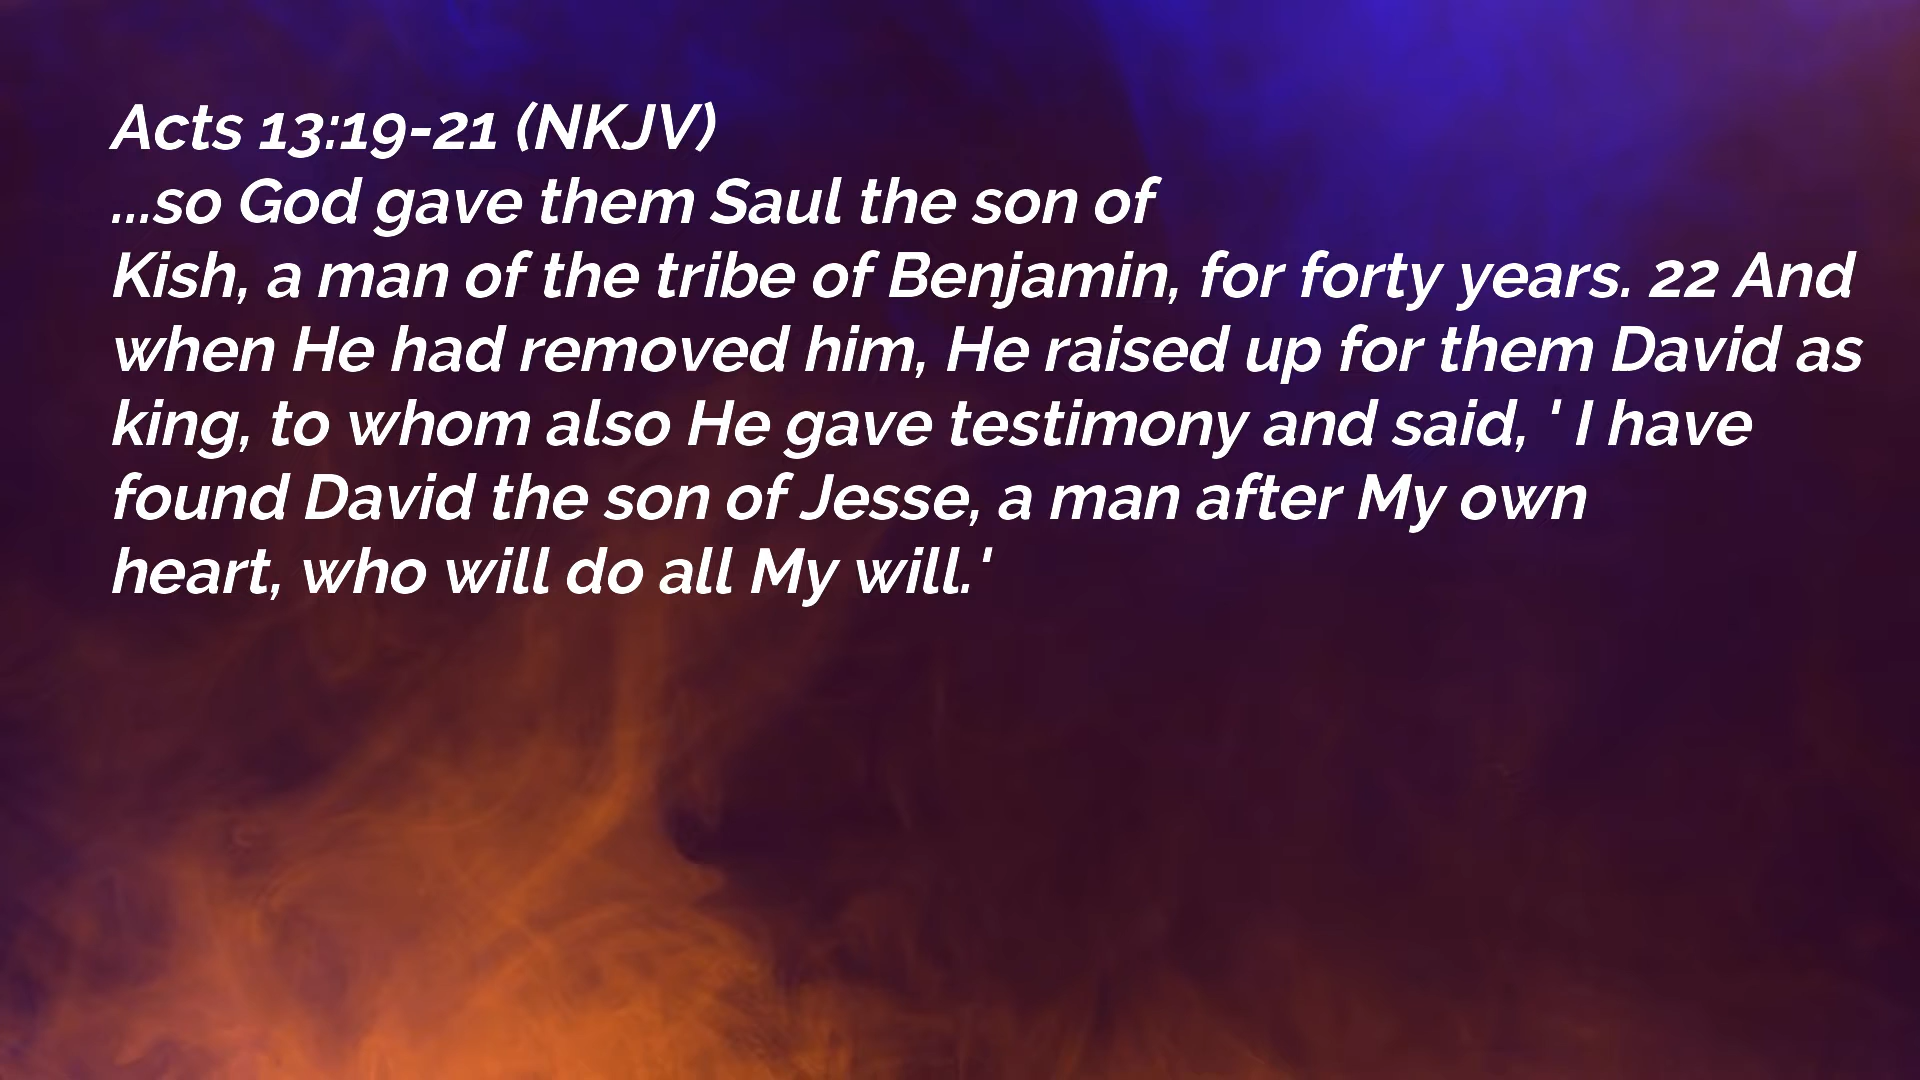 Acts 13:19-21 (NKJV)
...so God gave them Saul the son of
Kish, a man of the tribe of Benjamin, for forty years. 22 And
when He had removed him, He raised up for them David as
king, to whom also He gave testimony and said, ' I have
found David the son of Jesse, a man after My own
heart, who will do all My will.'